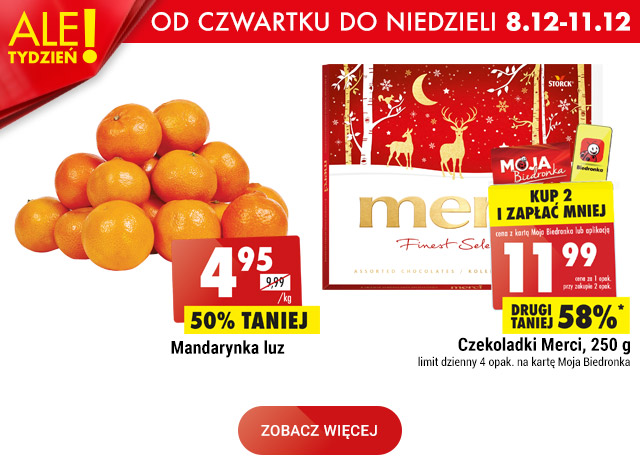 ALE!
TYDZIEŃ
OD CZWARTKU DO NIEDZIELI 8.12-11.12
STORCK®
MOJA
Biedronka
Biedronka
merci
Finest Sele
ASSORTED CHOCOLATES / KOLE
merci
KUP 2
I ZAPŁAĆ MNIEJ
cena z kartą Moja Biedronka lub aplikacją
11 99
cena za 1 opak.
przy zakupie 2 opak.
DRUGI
TANIEJ 58%*
4 95
9,99
/kg
50% TANIEJ
Mandarynka luz
Czekoladki Merci, 250 g
limit dzienny 4 opak. na kartę Moja Biedronka
ZOBACZ WIĘCEJ